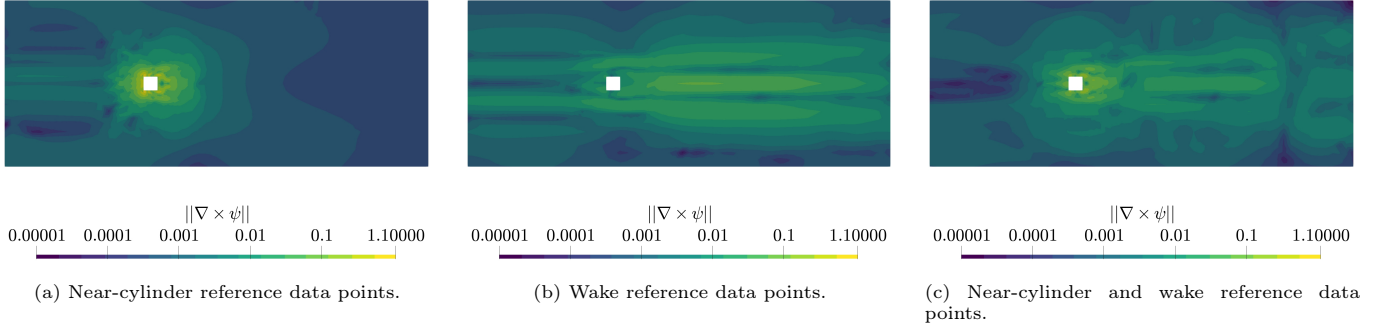 ||∇ × ψ||
0.00001 0.0001 0.001 0.01 0.1 1.10000
(a) Near-cylinder reference data points.
||∇ × ψ||
0.00001 0.0001 0.001 0.01 0.1 1.10000
(b) Wake reference data points.
||∇ × ψ||
0.00001 0.0001 0.001 0.01 0.1 1.10000
(c) Near-cylinder and wake reference data
points.